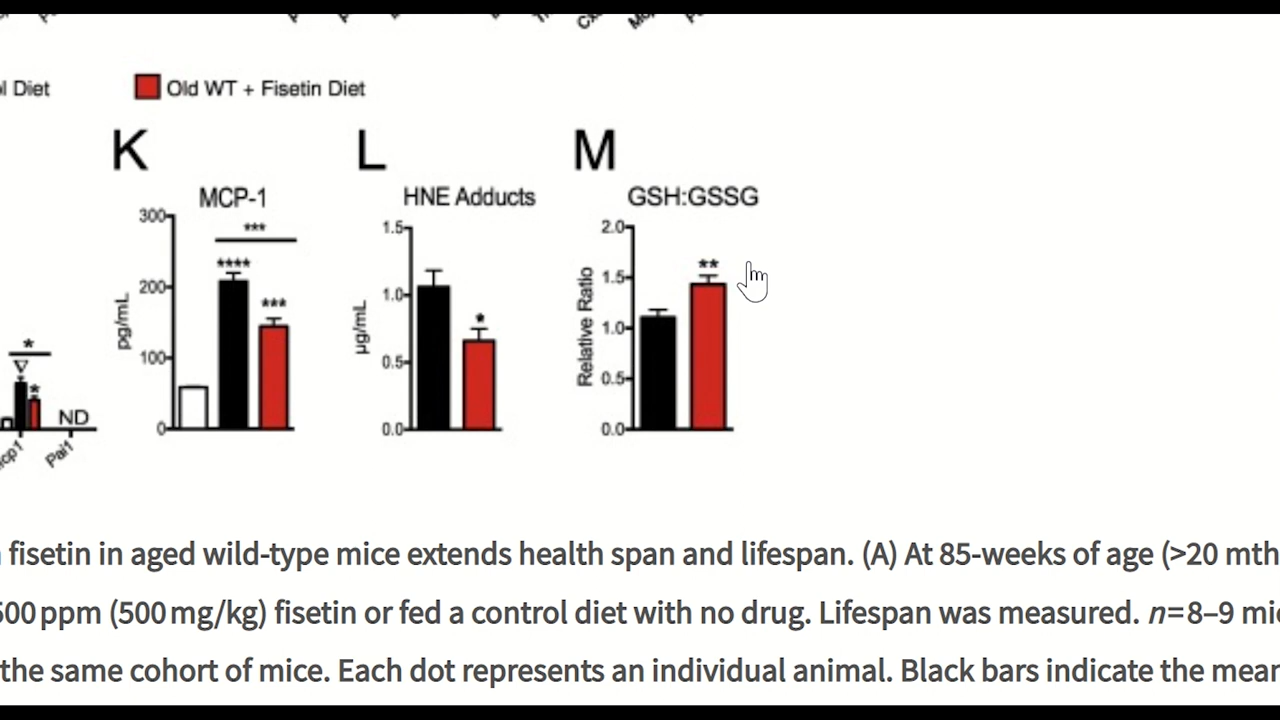 l Diet
Old WT + Fisetin Diet
K
L
M
MCP-1
HNE Adducts
GSH:GSSG
300
200
100
0
pg/mL
***
****
***
1.5
1.0
0.5
0.0
µg/mL
*
2.0
1.5
1.0
0.5
0.0
Relative Ratio
**
*
*
ND
cp1
Pai1
fisetin in aged wild-type mice extends health span and lifespan. (A) At 85-weeks of age (>20 mth
500 ppm (500 mg/kg) fisetin or fed a control diet with no drug. Lifespan was measured. n=8–9 mi
the same cohort of mice. Each dot represents an individual animal. Black bars indicate the mean